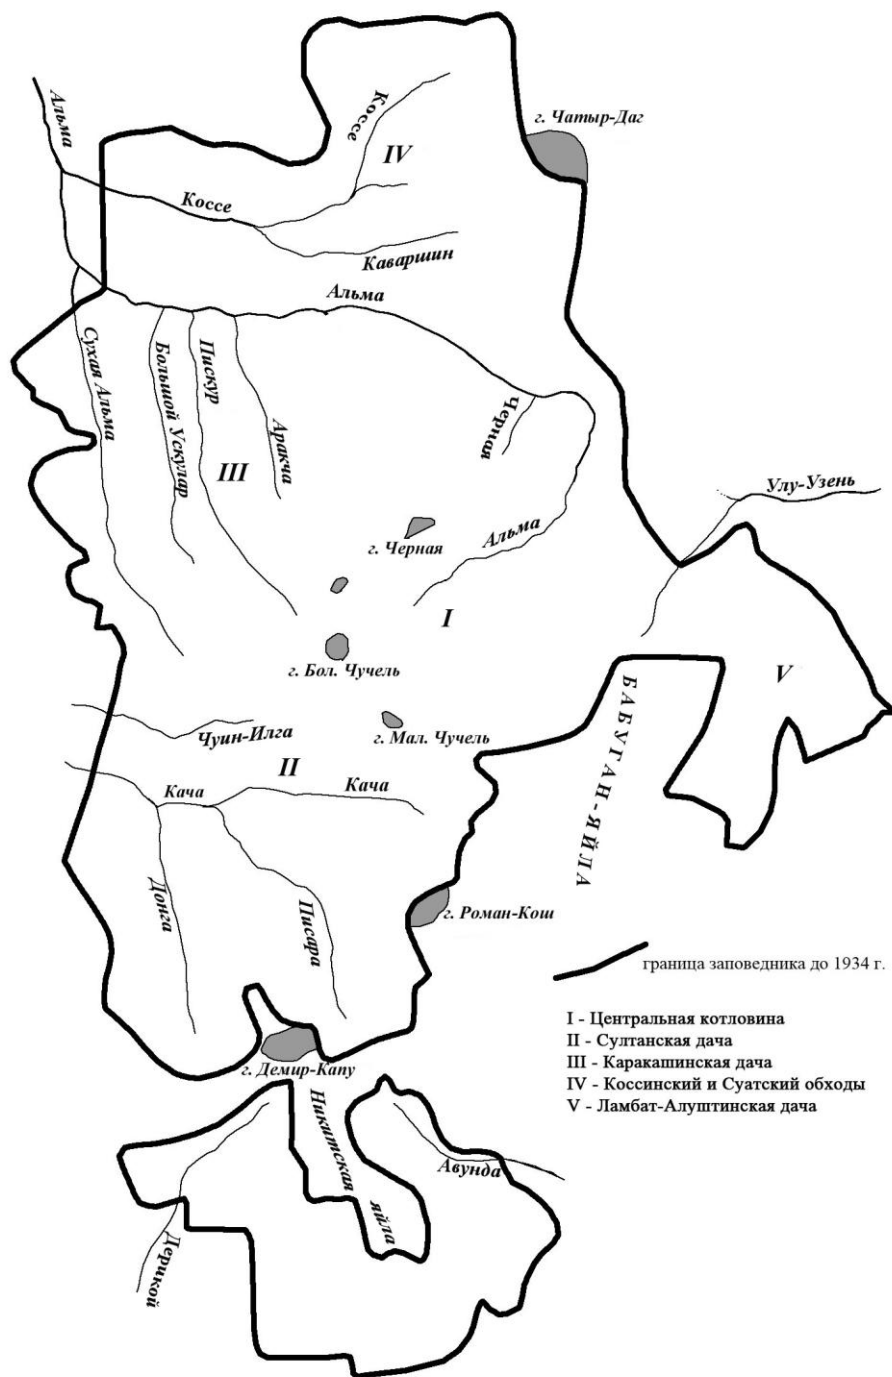 Альма
Коссе
г. Чатыр-Даг
IV
Коссе
Каваршин
Альма
Сухая Альма
Большой Ускулар
Пискур
Аракча
Черная
III
Улу-Узень
г. Черная
Альма
I
г. Бол. Чучель
V
БАБУГАН-ЯЙЛА
Чуин-Илга
г. Мал. Чучель
II
Кача
Кача
Донга
Писара
г. Роман-Кош
граница заповедника до 1934 г.
I - Центральная котловина
II - Султанская дача
III - Каракашинская дача
IV - Коссинский и Суатский обходы
V - Ламбат-Алуштинская дача
г. Демир-Капу
Никитская
яйла
Авунда
Дерикой